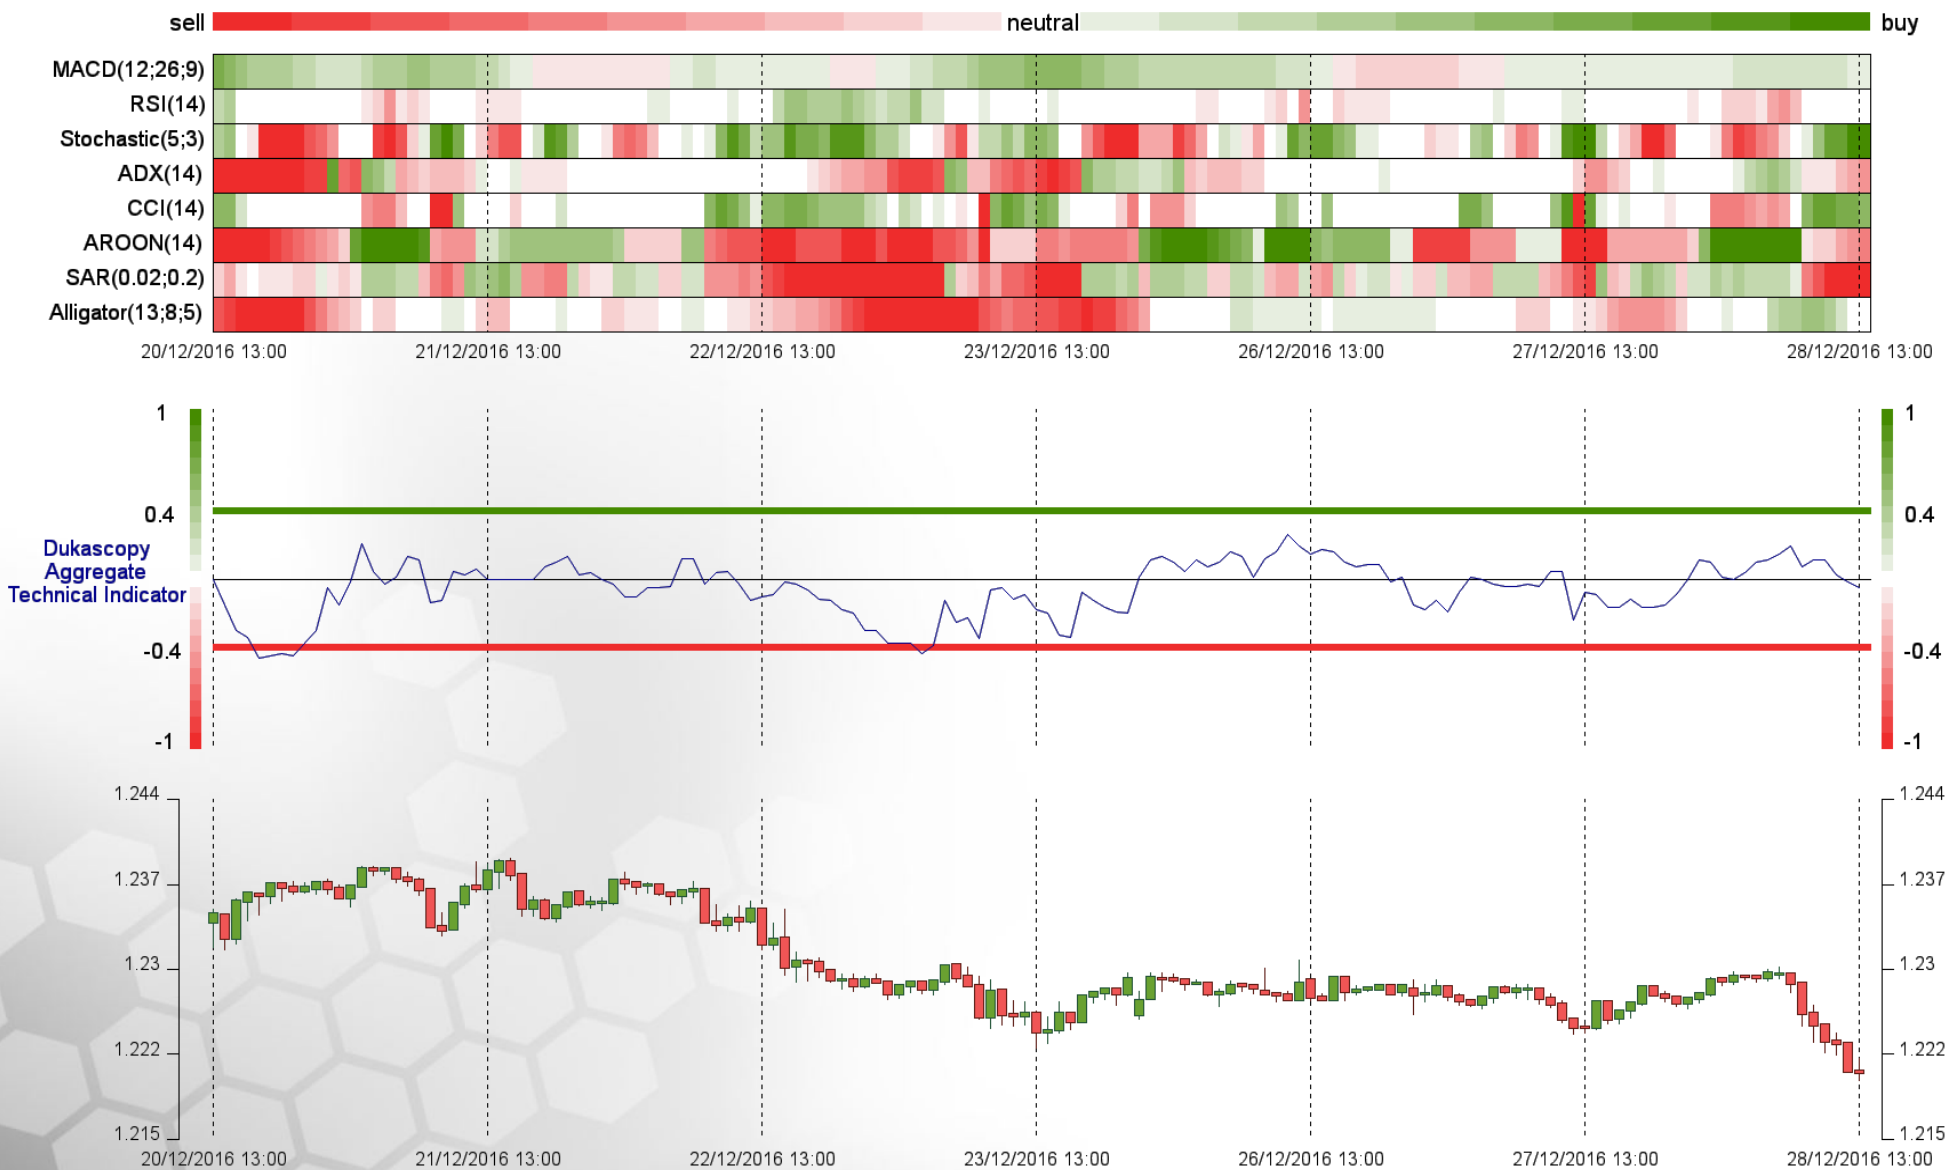 sell neutral buy
MACD(12;26;9)
RSI(14)
Stochastic(5;3)
ADX(14)
CCI(14)
AROON(14)
SAR(0.02;0.2)
Alligator(13;8;5)
20/12/2016 13:00 21/12/2016 13:00 22/12/2016 13:00 23/12/2016 13:00 26/12/2016 13:00 27/12/2016 13:00 28/12/2016 13:00
1 1
0.4 0.4
Dukascopy
Aggregate
Technical Indicator
-0.4 -0.4
-1 -1
1.244 1.244
1.237 1.237
1.23 1.23
1.222 1.222
1.215 1.215
20/12/2016 13:00 21/12/2016 13:00 22/12/2016 13:00 23/12/2016 13:00 26/12/2016 13:00 27/12/2016 13:00 28/12/2016 13:00